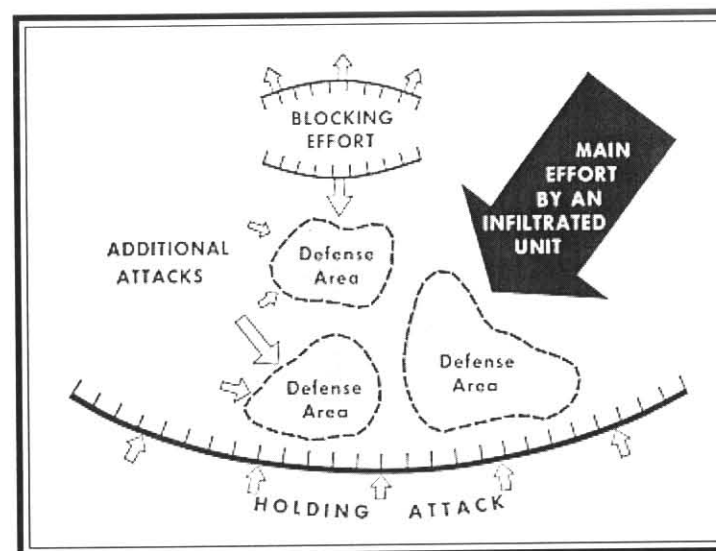 BLOCKING
EFFORT
MAIN
EFFORT
BY AN
INFILTRATED
UNIT
ADDITIONAL
ATTACKS
Defense
Area
Defense
Area
Defense
Area
HOLDING ATTACK